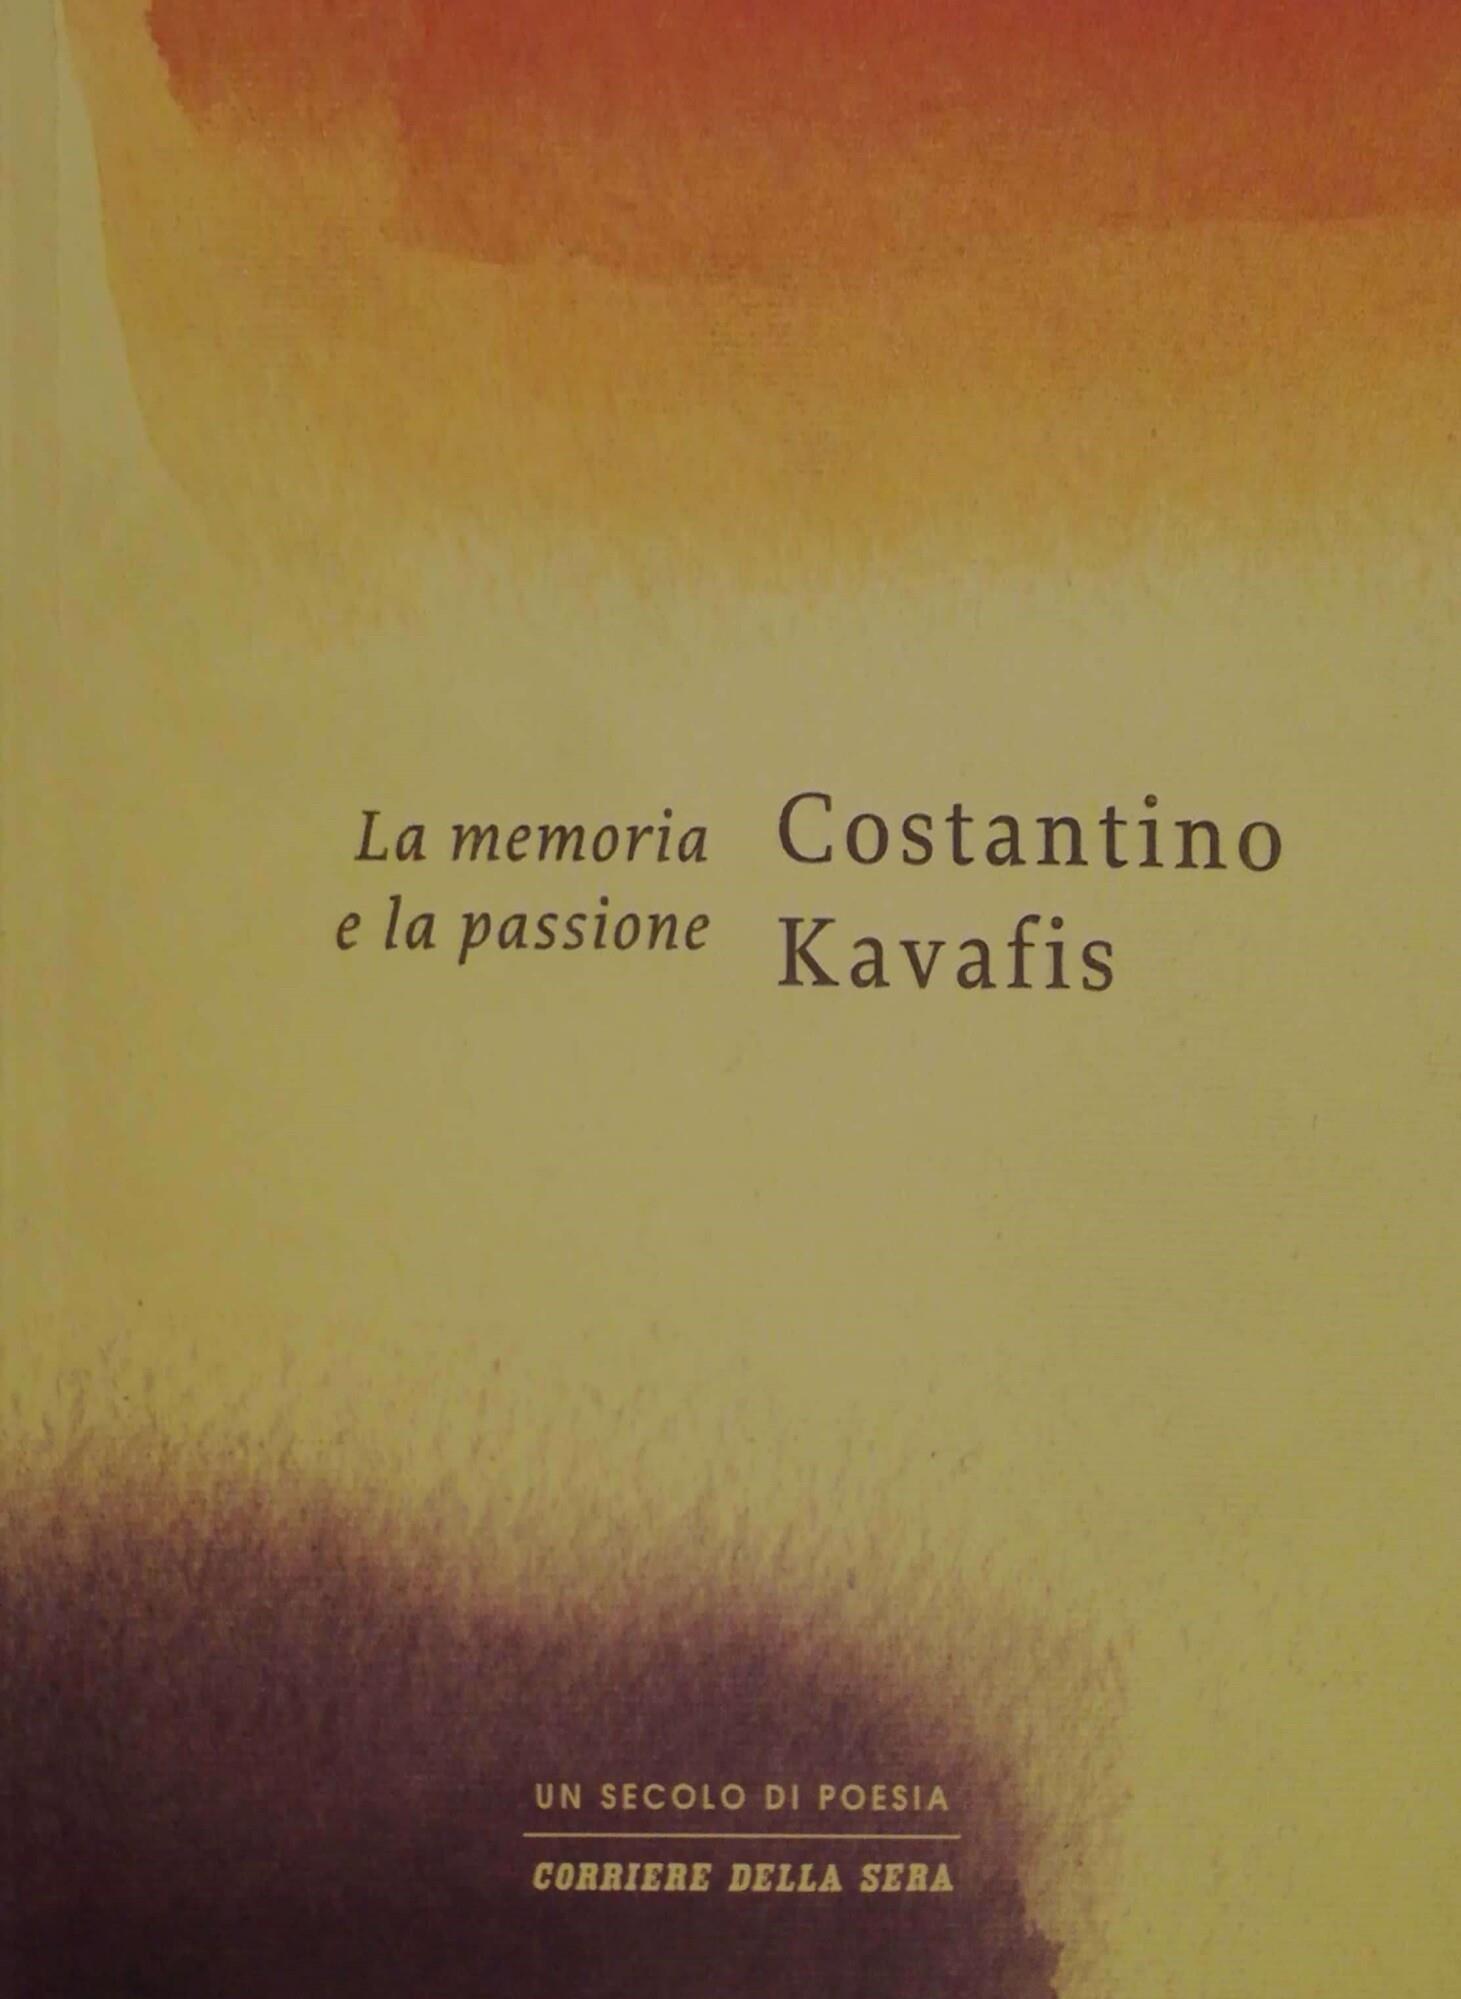 La memoria
e la passione
Costantino
Kavafis
UN SECOLO DI POESIA
CORRIERE DELLA SERA